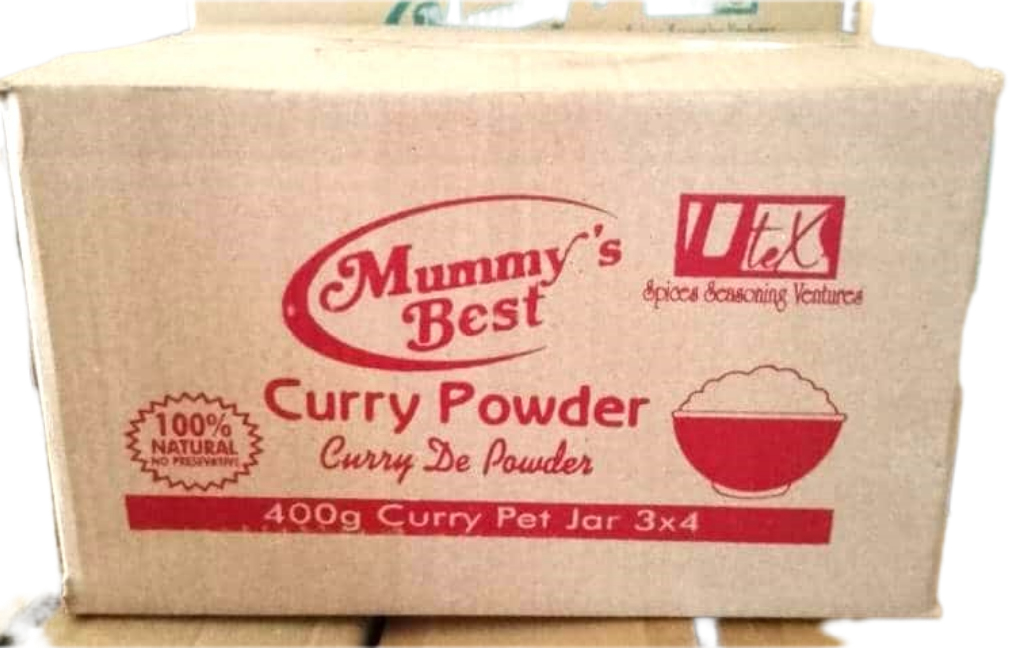 Mummy's
Best
UteX
Spices Seasoning Ventures
Curry Powder
Curry De Powder
100%
NATURAL
NO PRESEVATIVE
400g Curry Pet Jar 3x4